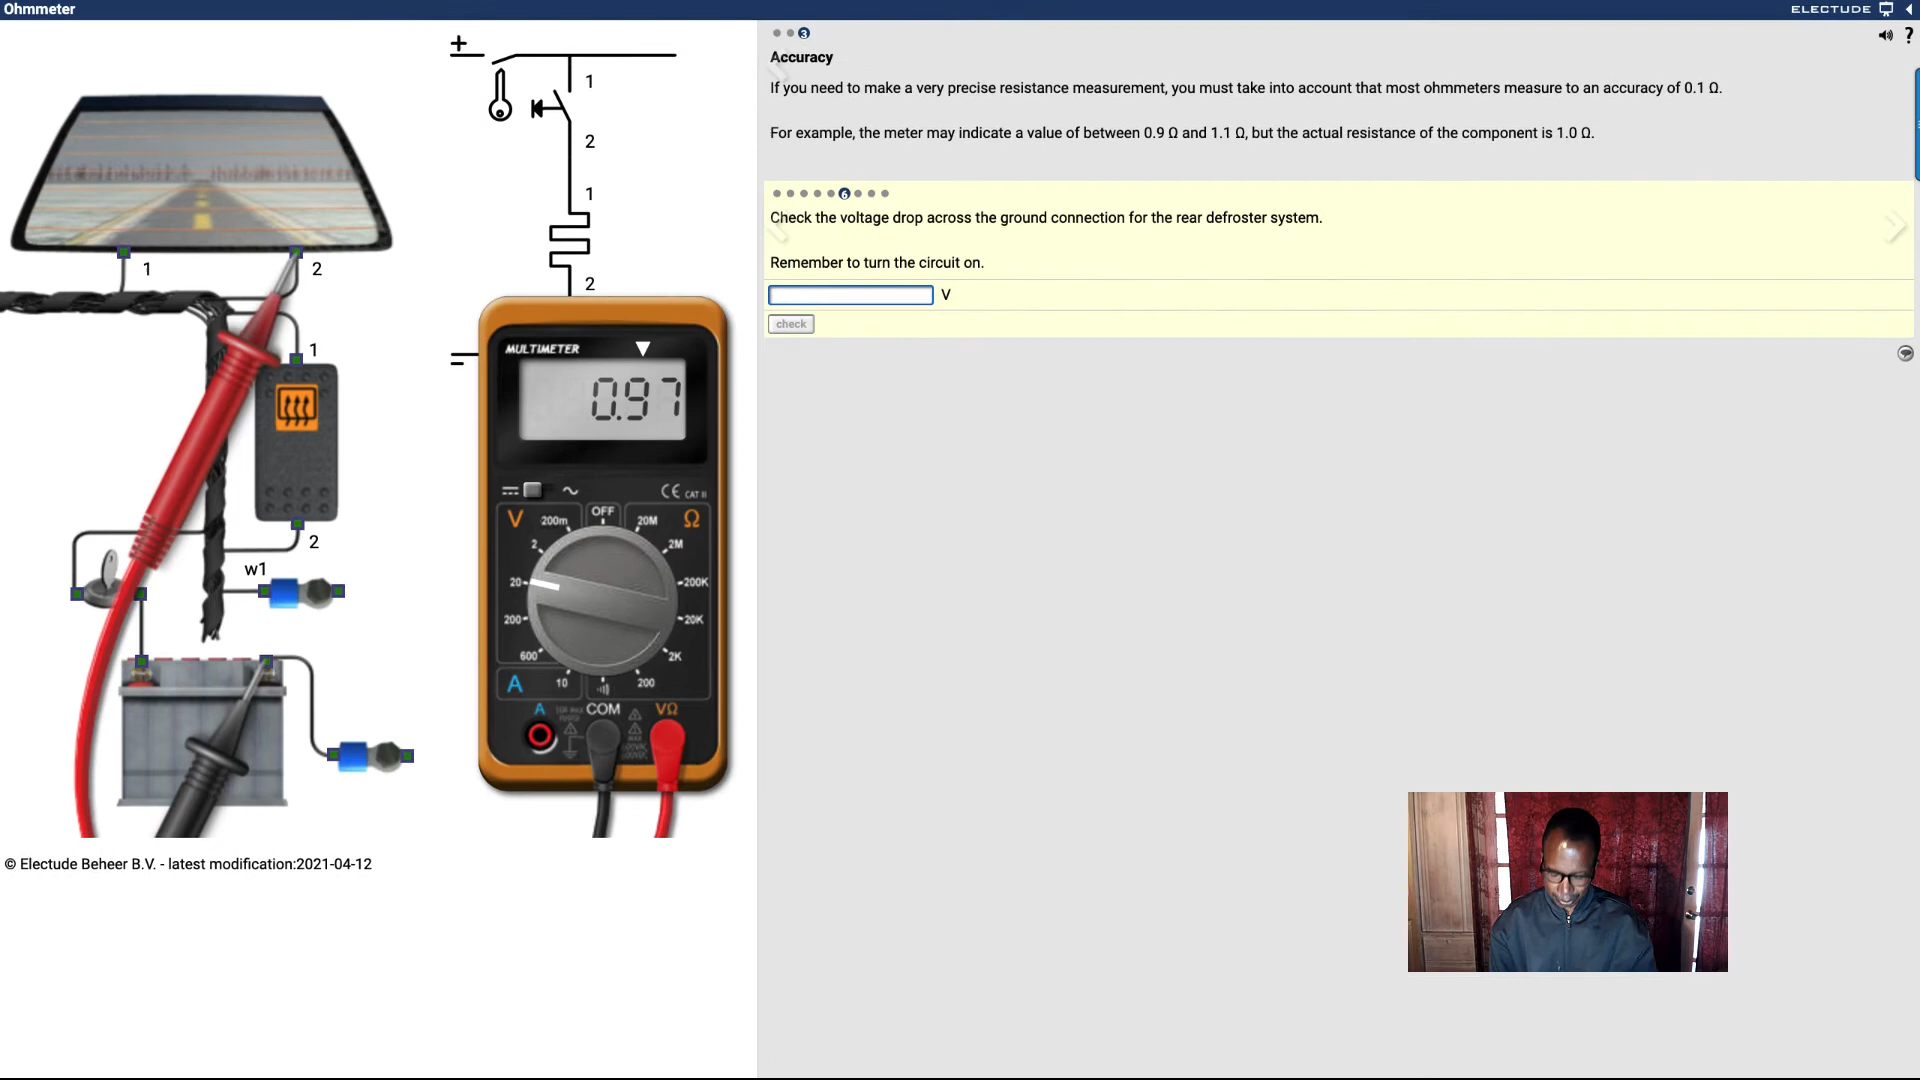 Ohmmeter
ELECTUDE
3
?
Accuracy
If you need to make a very precise resistance measurement, you must take into account that most ohmmeters measure to an accuracy of 0.1 Ω.
For example, the meter may indicate a value of between 0.9 Ω and 1.1 Ω, but the actual resistance of the component is 1.0 Ω.
6
Check the voltage drop across the ground connection for the rear defroster system.
Remember to turn the circuit on.
V
check
+
1
2
1
2
=
1
2
1
2
w1
MULTIMETER
0.97
CE CAT II
V 200m OFF 20M Ω
2 2M
20 200K
200 20K
600 2K
A 10 200
A COM VΩ
© Electude Beheer B.V. - latest modification:2021-04-12